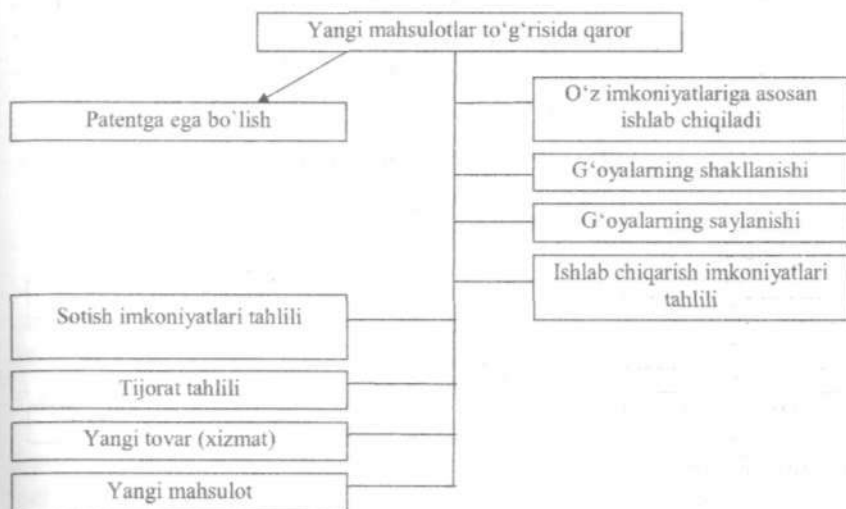 Yangi mahsulotlar to‘g‘risida qaror
Patentga ega bo`lish
O‘z imkoniyatlariga asosan
ishlab chiqiladi
G‘oyalarning shakllanishi
G‘oyalarning saylanishi
Ishlab chiqarish imkoniyatlari
tahlili
Sotish imkoniyatlari tahlili
Tijorat tahlili
Yangi tovar (xizmat)
Yangi mahsulot